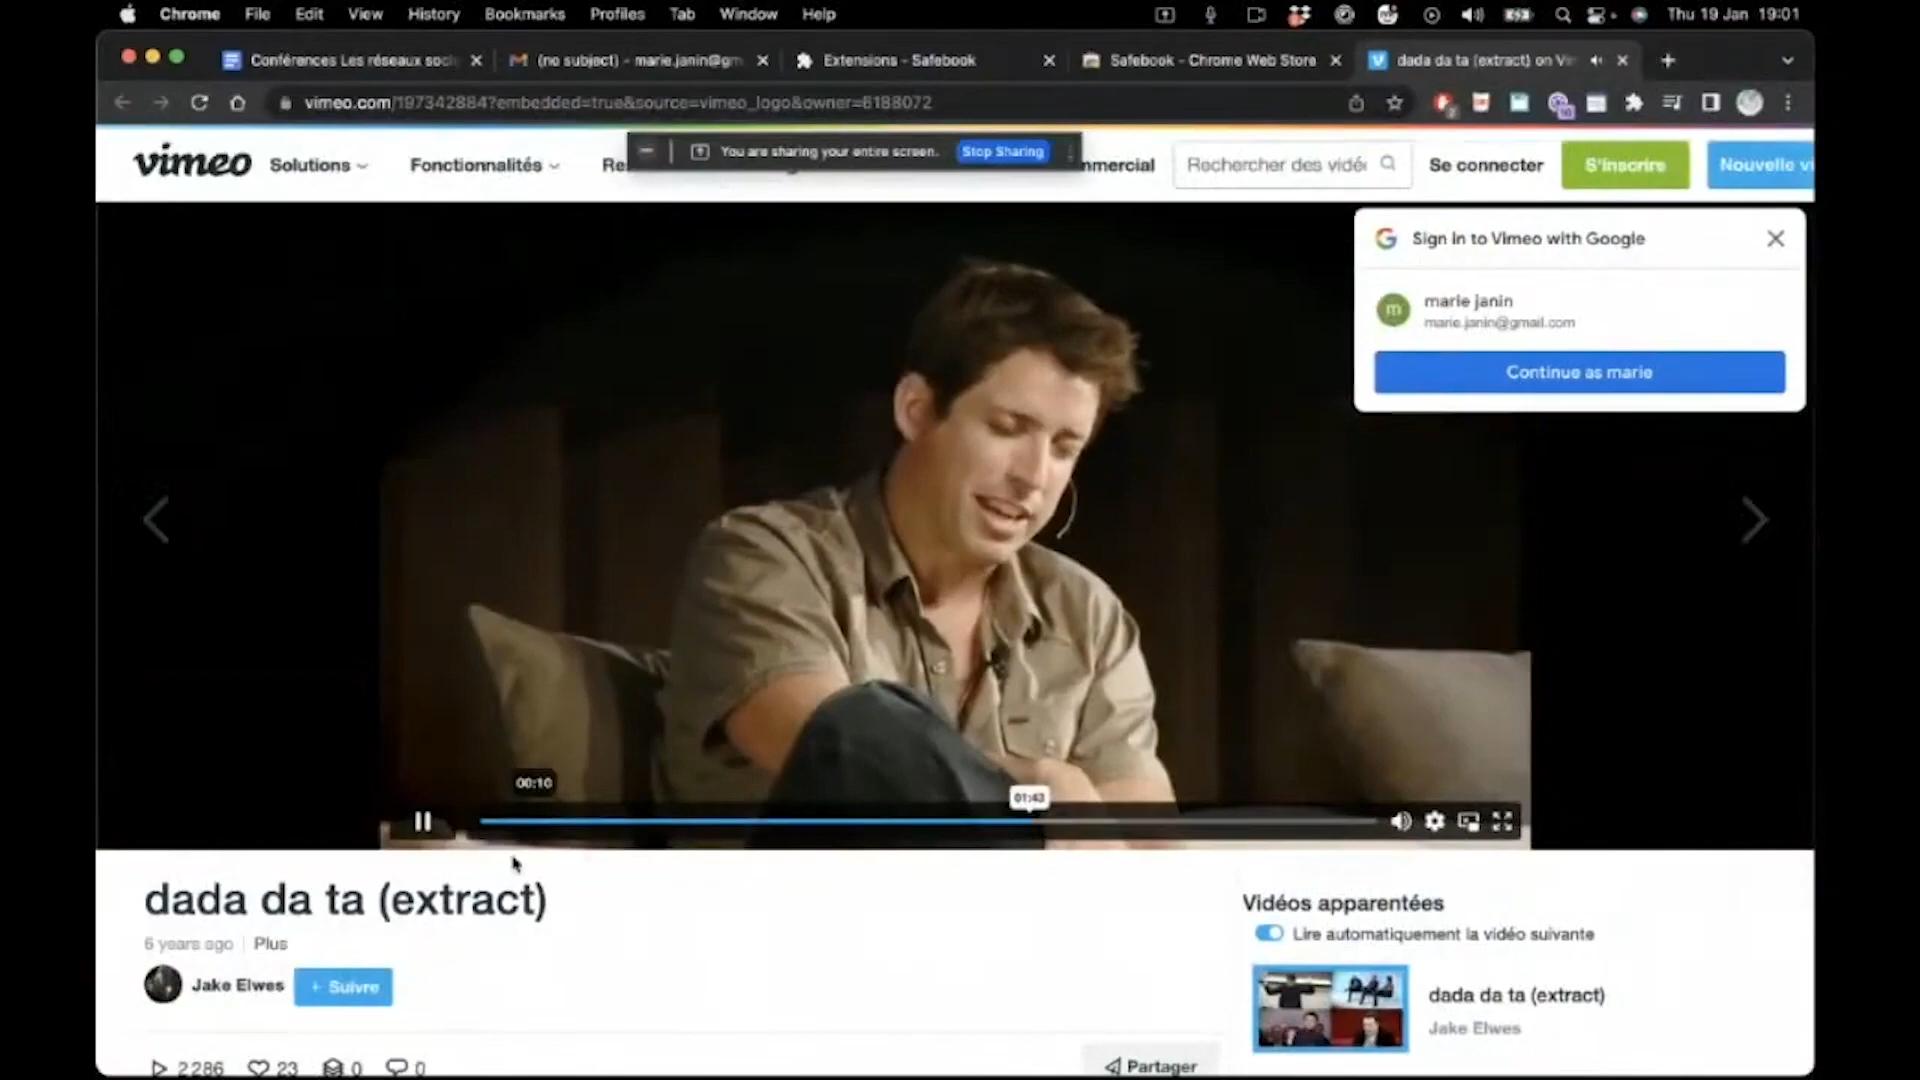 Chrome File Edit View History Bookmarks Profiles Tab Window Help
Thu 19 Jan 19:01
Conférences Les réseaux soci
(no subject) - marie.janin@gm
Extensions - Safebook
Safebook - Chrome Web Store
dada da ta (extract) on Vi
vimeo.com/197342884?embedded=true&source=vimeo_logo&owner=6188072
You are sharing your entire screen. Stop Sharing
vimeo Solutions Fonctionnalités Re mmercial
Rechercher des vidé
Se connecter
S'inscrire
Nouvelle vi
Sign in to Vimeo with Google
marie janin
marie.janin@gmail.com
Continue as marie
00:10
01:43
dada da ta (extract)
6 years ago Plus
Jake Elwes + Suivre
2286 23 0 0
Partager
Vidéos apparentées
Lire automatiquement la vidéo suivante
dada da ta (extract)
Jake Elwes